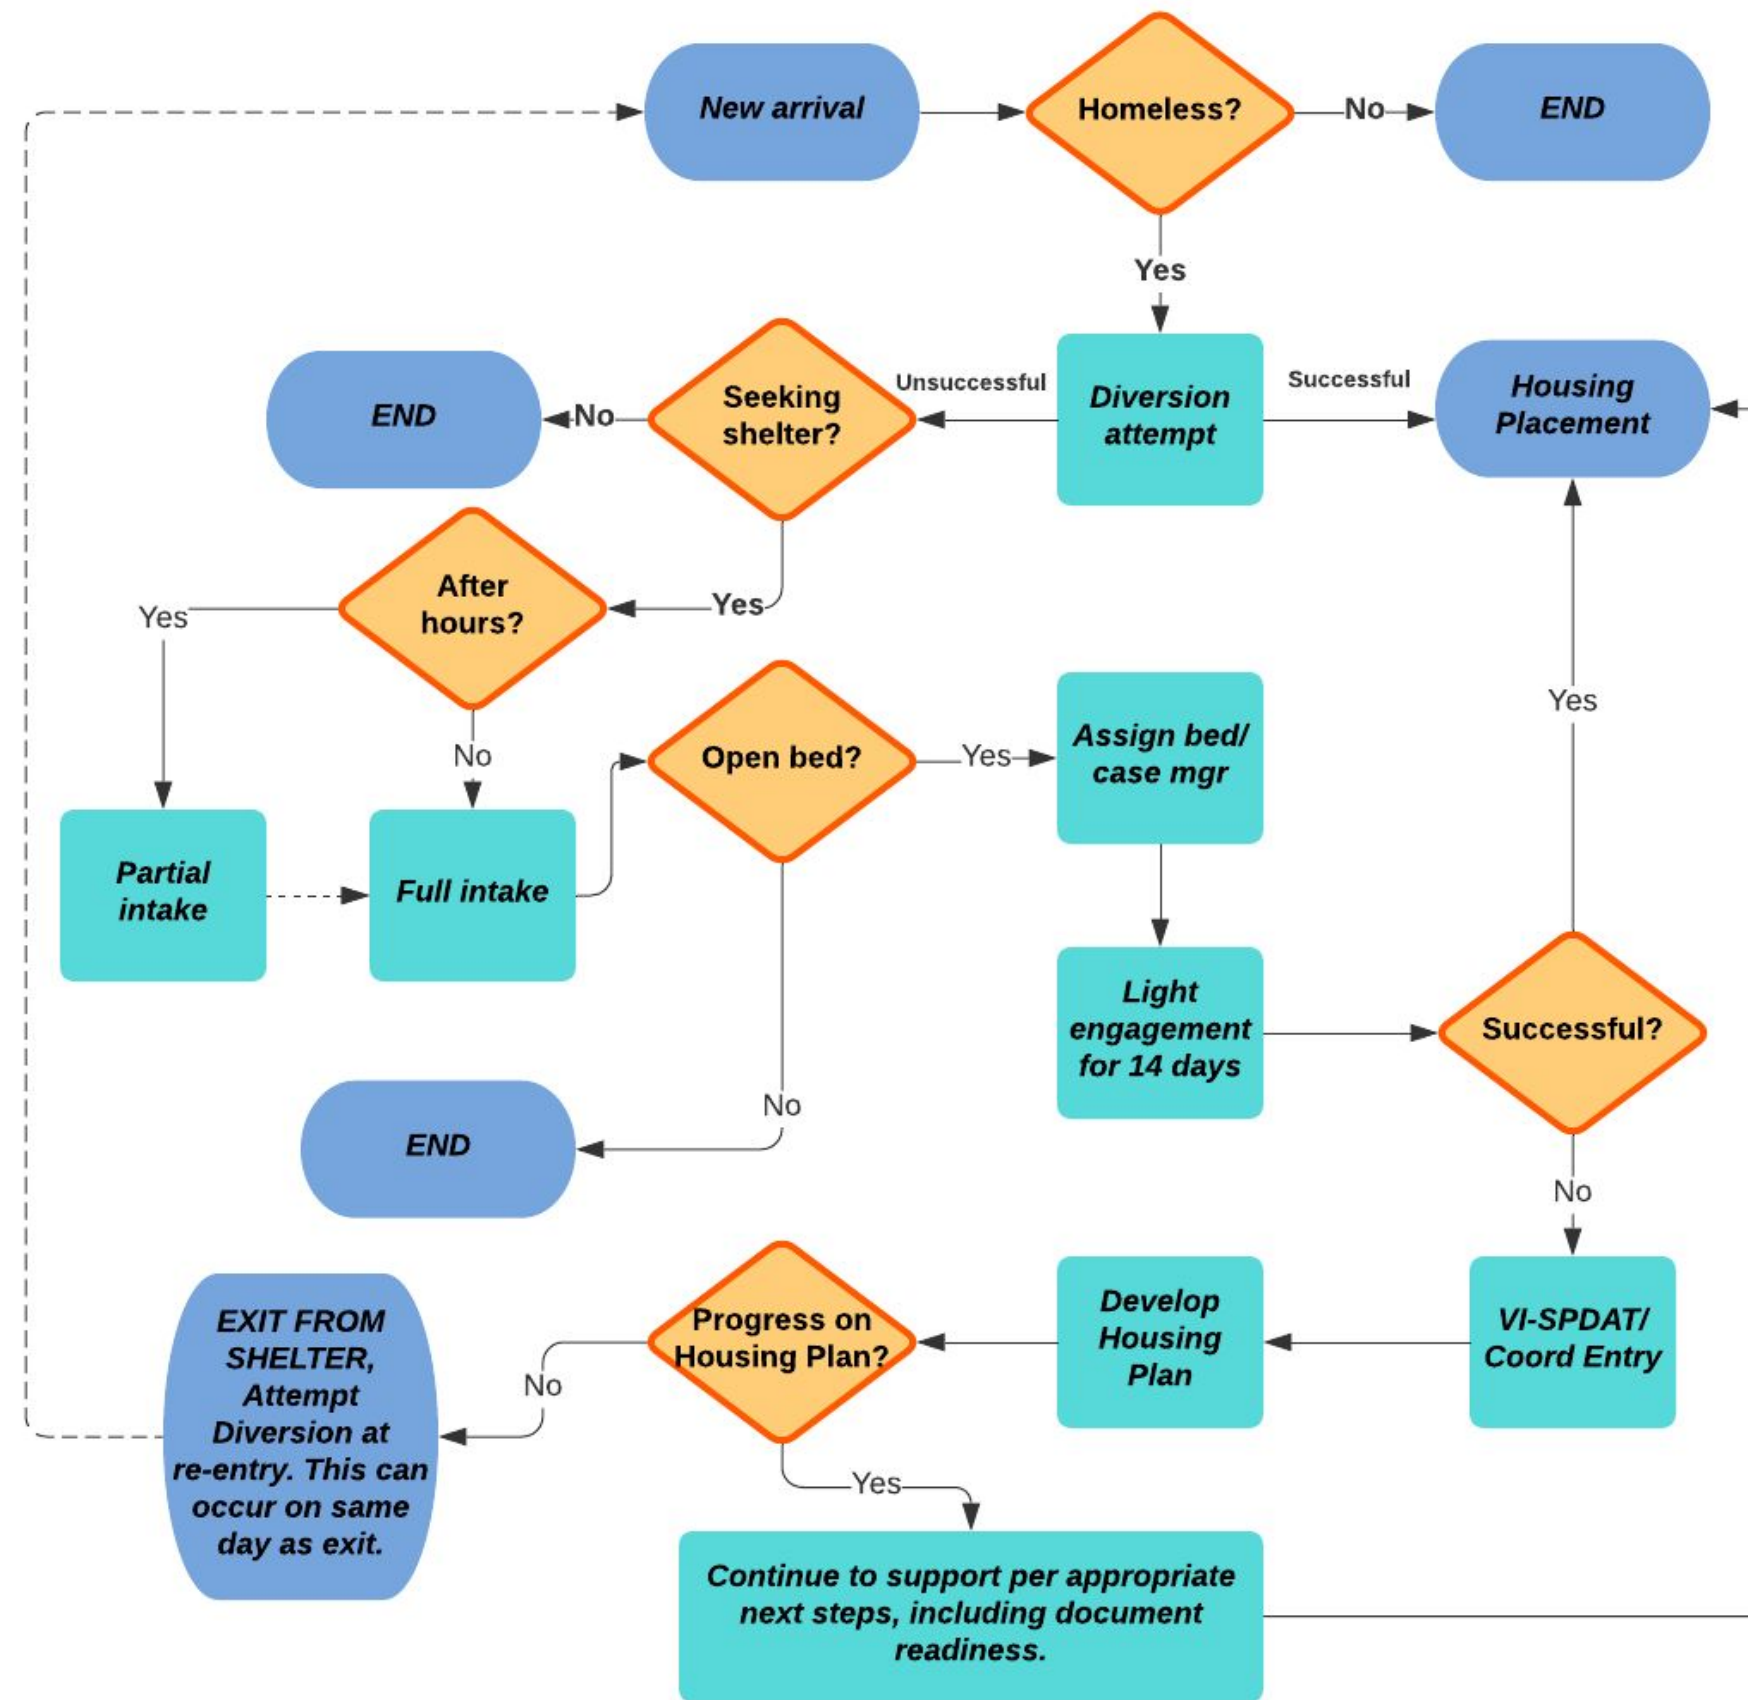 New arrival
Homeless?
No
END
Yes
END
No
Seeking
shelter?
Unsuccessful
Diversion
attempt
Successful
Housing
Placement
After
hours?
Yes
Yes
No
Partial
intake
Full intake
Open bed?
Yes
Assign bed/
case mgr
Yes
Light
engagement
for 14 days
Successful?
No
END
No
VI-SPDAT/
Coord Entry
Develop
Housing
Plan
Progress on
Housing Plan?
No
EXIT FROM
SHELTER,
Attempt
Diversion at
re-entry. This can
occur on same
day as exit.
Yes
Continue to support per appropriate
next steps, including document
readiness.